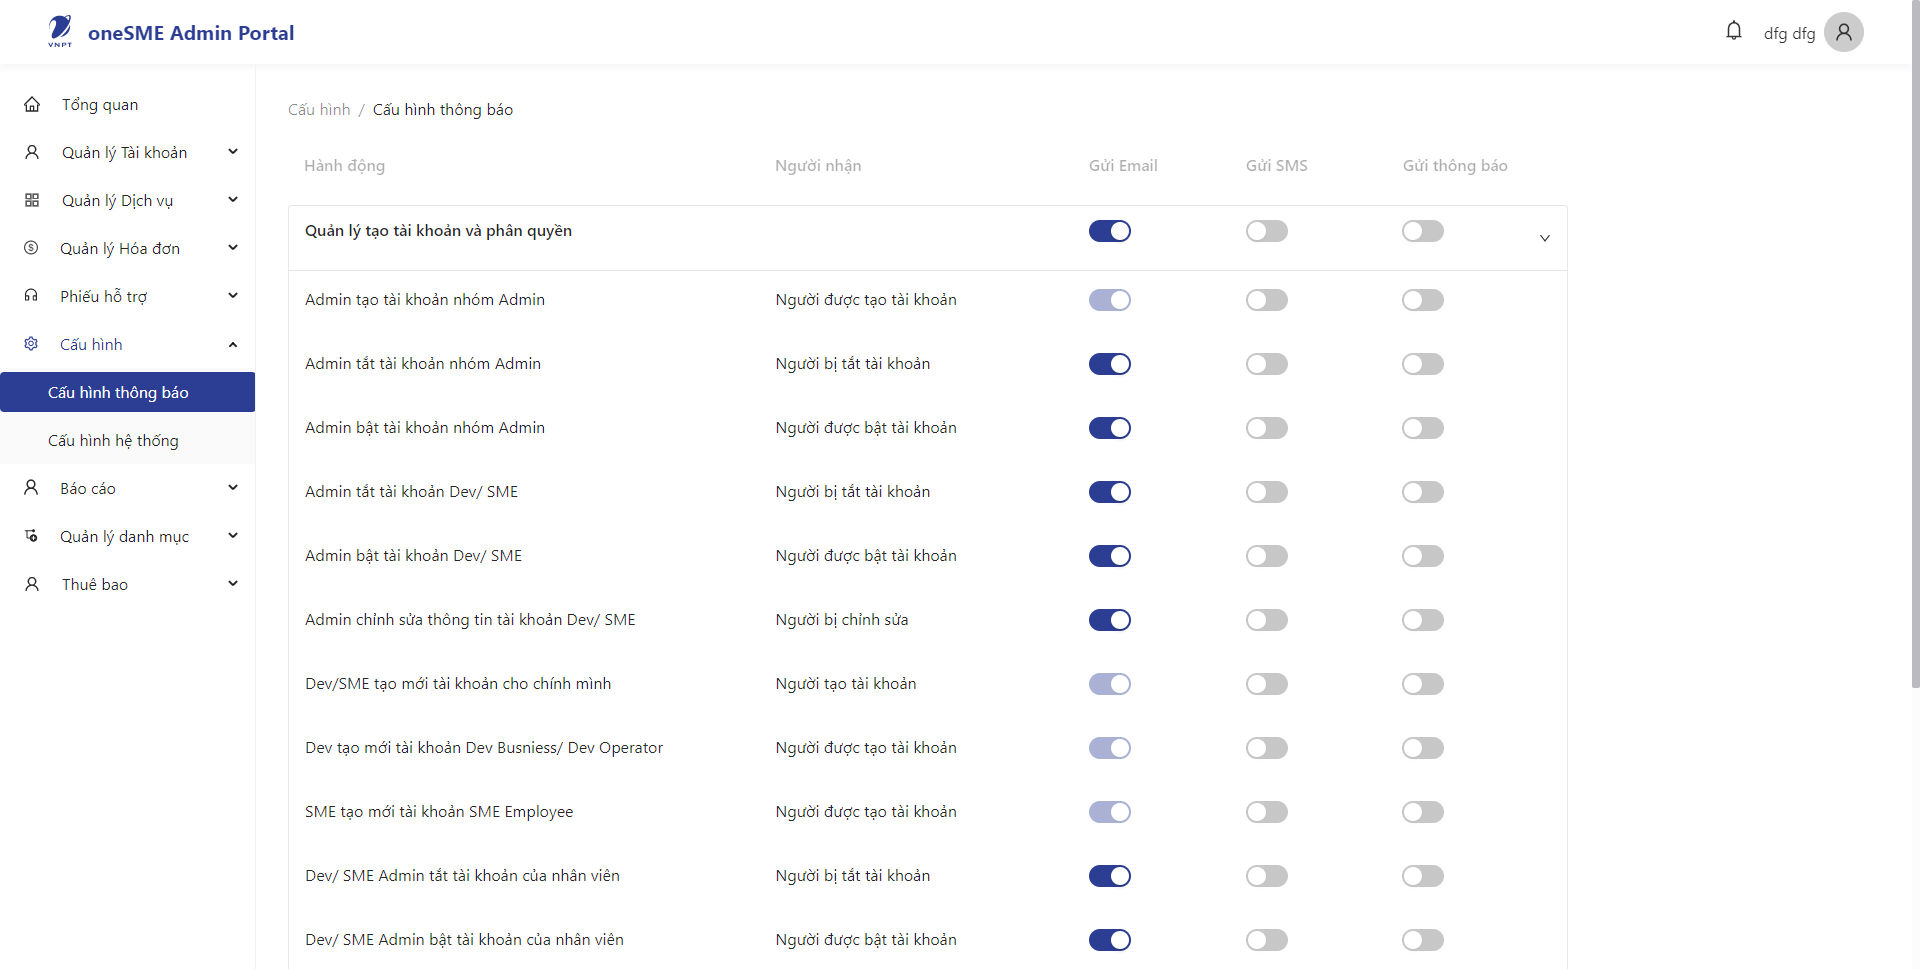 VNPT
oneSME Admin Portal
dfg dfg
Tổng quan
Quản lý Tài khoản
Quản lý Dịch vụ
Quản lý Hóa đơn
Phiếu hỗ trợ
Cấu hình
Cấu hình thông báo
Cấu hình hệ thống
Báo cáo
Quản lý danh mục
Thuê bao
Cấu hình / Cấu hình thông báo
Hành động Người nhận Gửi Email Gửi SMS Gửi thông báo
Quản lý tạo tài khoản và phân quyền
Admin tạo tài khoản nhóm Admin Người được tạo tài khoản
Admin tắt tài khoản nhóm Admin Người bị tắt tài khoản
Admin bật tài khoản nhóm Admin Người được bật tài khoản
Admin tắt tài khoản Dev/ SME Người bị tắt tài khoản
Admin bật tài khoản Dev/ SME Người được bật tài khoản
Admin chỉnh sửa thông tin tài khoản Dev/ SME Người bị chỉnh sửa
Dev/SME tạo mới tài khoản cho chính mình Người tạo tài khoản
Dev tạo mới tài khoản Dev Busniess/ Dev Operator Người được tạo tài khoản
SME tạo mới tài khoản SME Employee Người được tạo tài khoản
Dev/ SME Admin tắt tài khoản của nhân viên Người bị tắt tài khoản
Dev/ SME Admin bật tài khoản của nhân viên Người được bật tài khoản